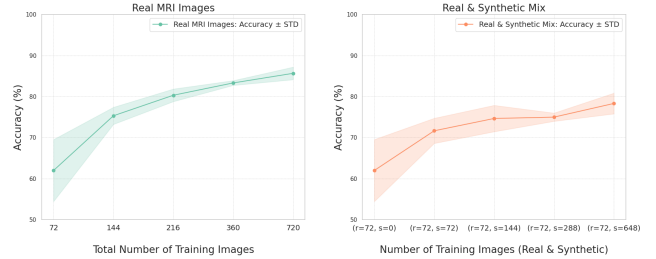 Real MRI Images
Real MRI Images: Accuracy ± STD
Accuracy (%)
100
90
80
70
60
50
72 144 216 360 720
Total Number of Training Images
Real & Synthetic Mix
Real & Synthetic Mix: Accuracy ± STD
Accuracy (%)
100
90
80
70
60
50
(r=72, s=0) (r=72, s=72) (r=72, s=144) (r=72, s=288) (r=72, s=648)
Number of Training Images (Real & Synthetic)